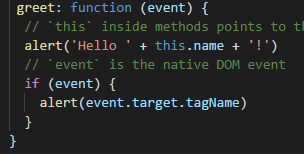 greet: function (event) {
// `this` inside methods points to
alert('Hello ' + this.name + '!')
// `event` is the native DOM event
if (event) {
alert(event.target.tagName)
}
}